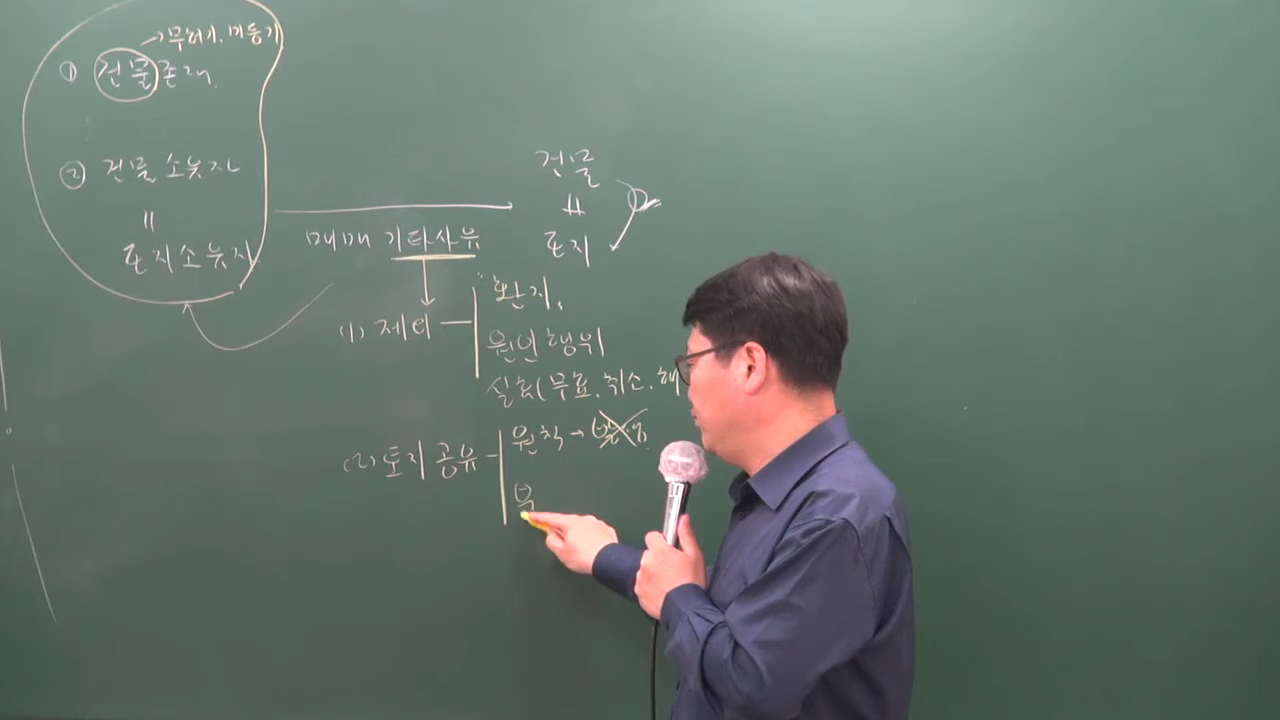 →무허가.미등기
① 건물존재.
② 건물소유자
॥
토지소유자
매매 기타사유
건물
॥
토지
(1) 제외
"환지.
원인행위
실효(무효.취소.해
(2) 토지 공유
원칙→